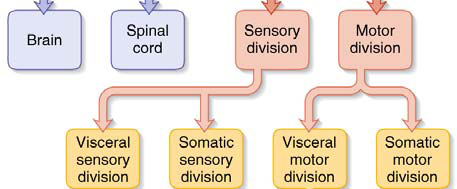 Brain
Spinal
cord
Sensory
division
Motor
division
Visceral
sensory
division
Somatic
sensory
division
Visceral
motor
division
Somatic
motor
division